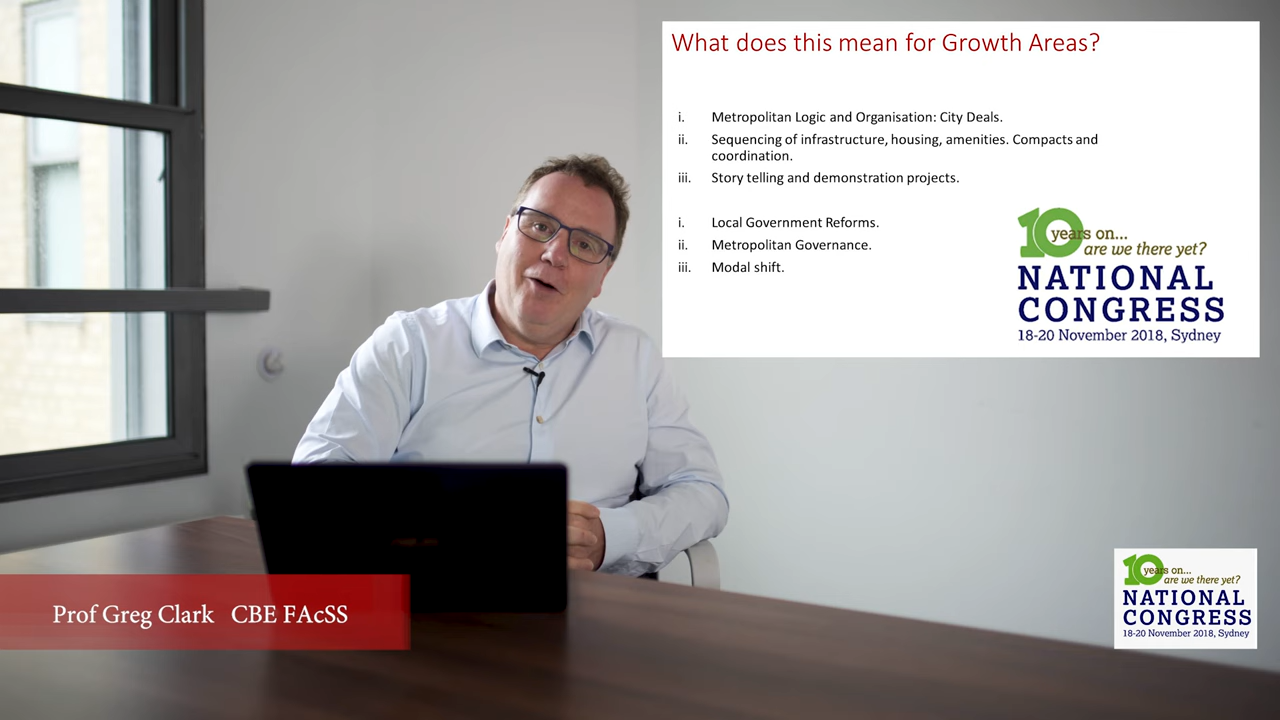 What does this mean for Growth Areas?
i. Metropolitan Logic and Organisation: City Deals.
ii. Sequencing of infrastructure, housing, amenities. Compacts and
coordination.
iii. Story telling and demonstration projects.
i. Local Government Reforms.
ii. Metropolitan Governance.
iii. Modal shift.
10 years on...
are we there yet?
NATIONAL
CONGRESS
18-20 November 2018, Sydney
Prof Greg Clark CBE FAcSS
10 years on...
are we there yet?
NATIONAL
CONGRESS
18-20 November 2018, Sydney